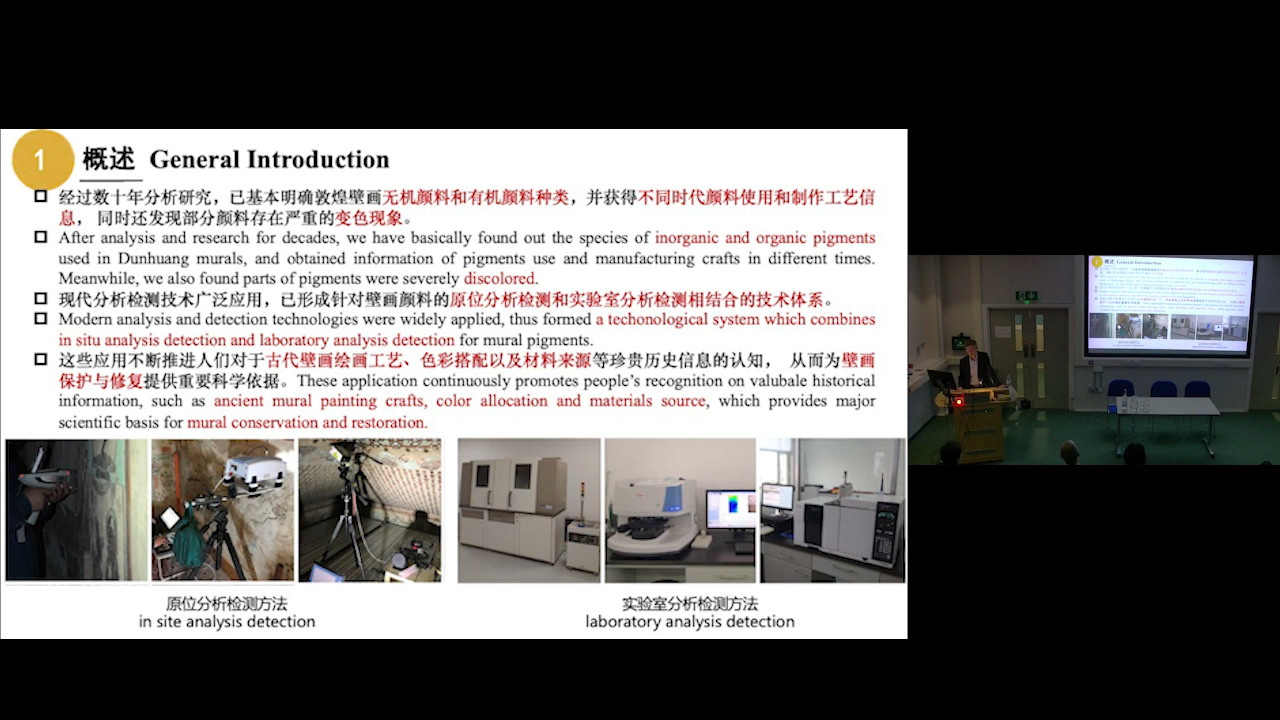 1
概述 General Introduction
经过数十年分析研究，已基本明确敦煌壁画无机颜料和有机颜料种类，并获得不同时代颜料使用和制作工艺信
息， 同时还发现部分颜料存在严重的变色现象。
After analysis and research for decades, we have basically found out the species of inorganic and organic pigments
used in Dunhuang murals, and obtained information of pigments use and manufacturing crafts in different times.
Meanwhile, we also found parts of pigments were seriously discolored.
现代分析检测技术广泛应用，已形成针对壁画颜料的原位分析检测和实验室分析检测相结合的技术体系。
Modern analysis and detection technologies were widely applied, thus formed a techonological system which combines
in situ analysis detection and laboratory analysis detection for mural pigments.
这些应用不断推进人们对于古代壁画绘画工艺、色彩搭配以及材料来源等珍贵历史信息的认知， 从而为壁画
保护与修复提供重要科学依据。These application continuously promotes people's recognition on valubale historical
information, such as ancient mural painting crafts, color allocation and materials source, which provides major
scientific basis for mural conservation and restoration.
原位分析检测方法
in site analysis detection
实验室分析检测方法
laboratory analysis detection